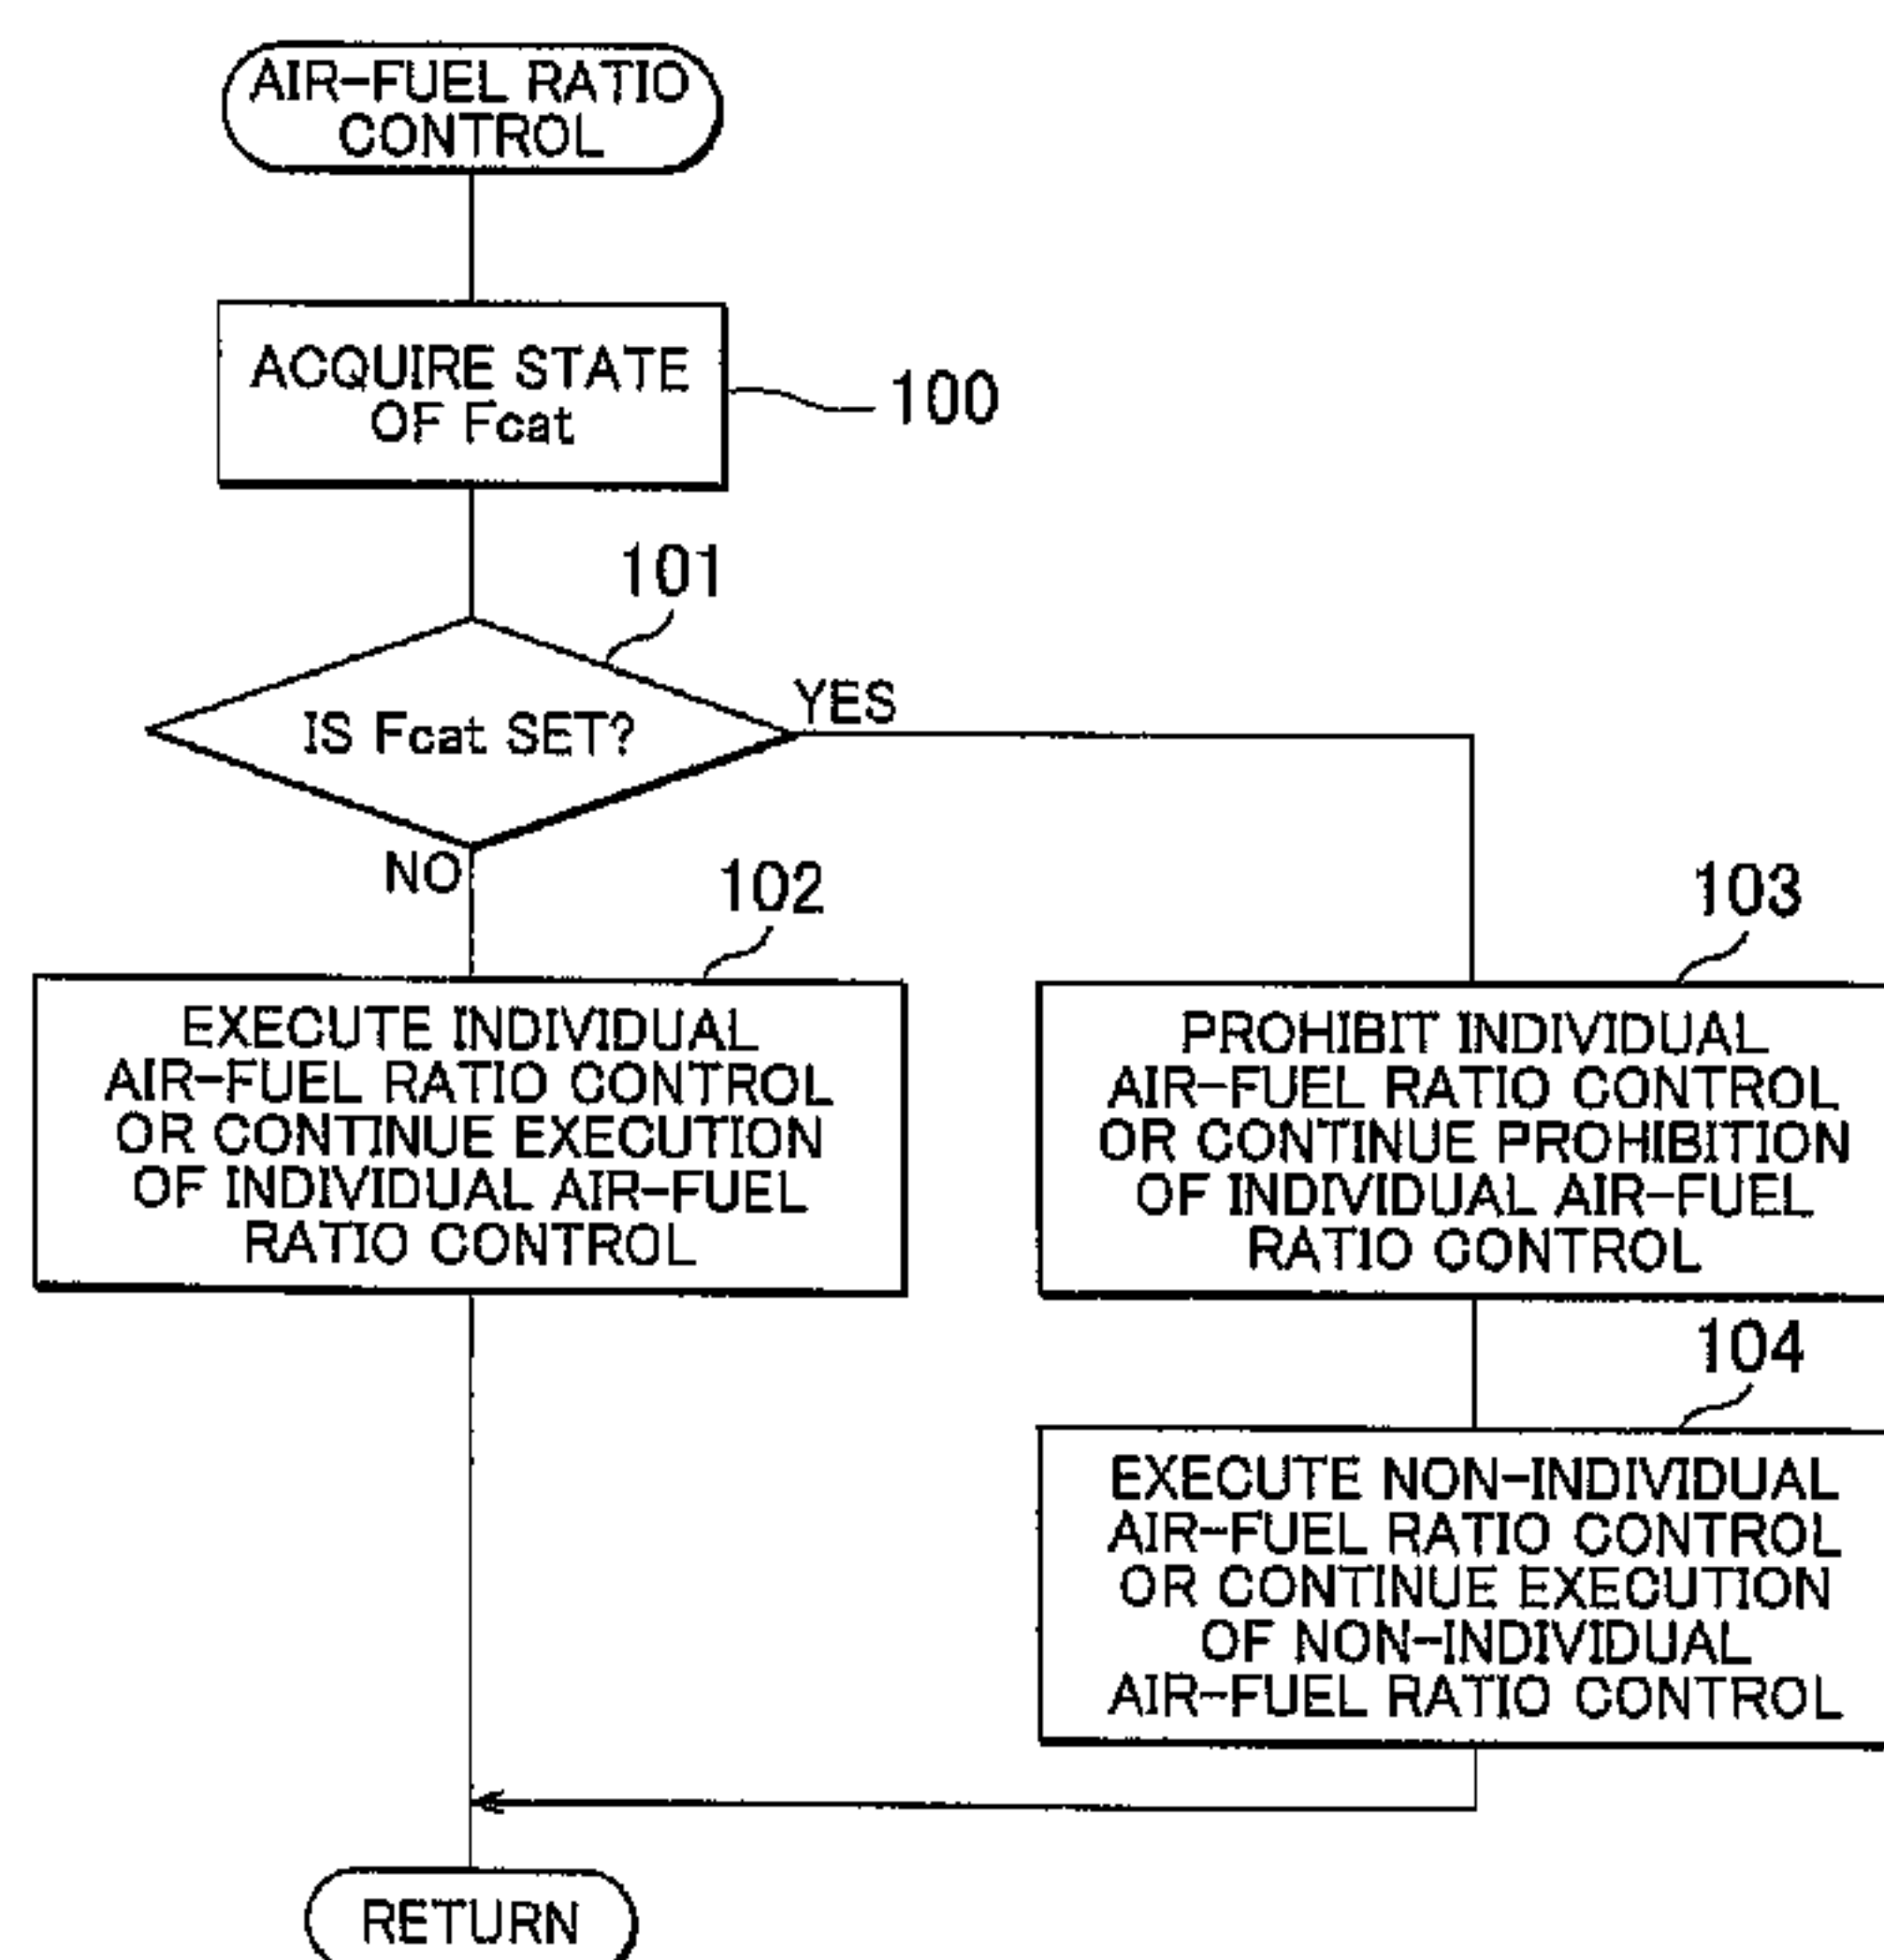 AIR-FUEL RATIO
CONTROL
ACQUIRE STATE
OF Fcat
100
101
IS Fcat SET?
YES
NO
102
EXECUTE INDIVIDUAL
AIR-FUEL RATIO CONTROL
OR CONTINUE EXECUTION
OF INDIVIDUAL AIR-FUEL
RATIO CONTROL
103
PROHIBIT INDIVIDUAL
AIR-FUEL RATIO CONTROL
OR CONTINUE PROHIBITION
OF INDIVIDUAL AIR-FUEL
RATIO CONTROL
104
EXECUTE NON-INDIVIDUAL
AIR-FUEL RATIO CONTROL
OR CONTINUE EXECUTION
OF NON-INDIVIDUAL
AIR-FUEL RATIO CONTROL
RETURN